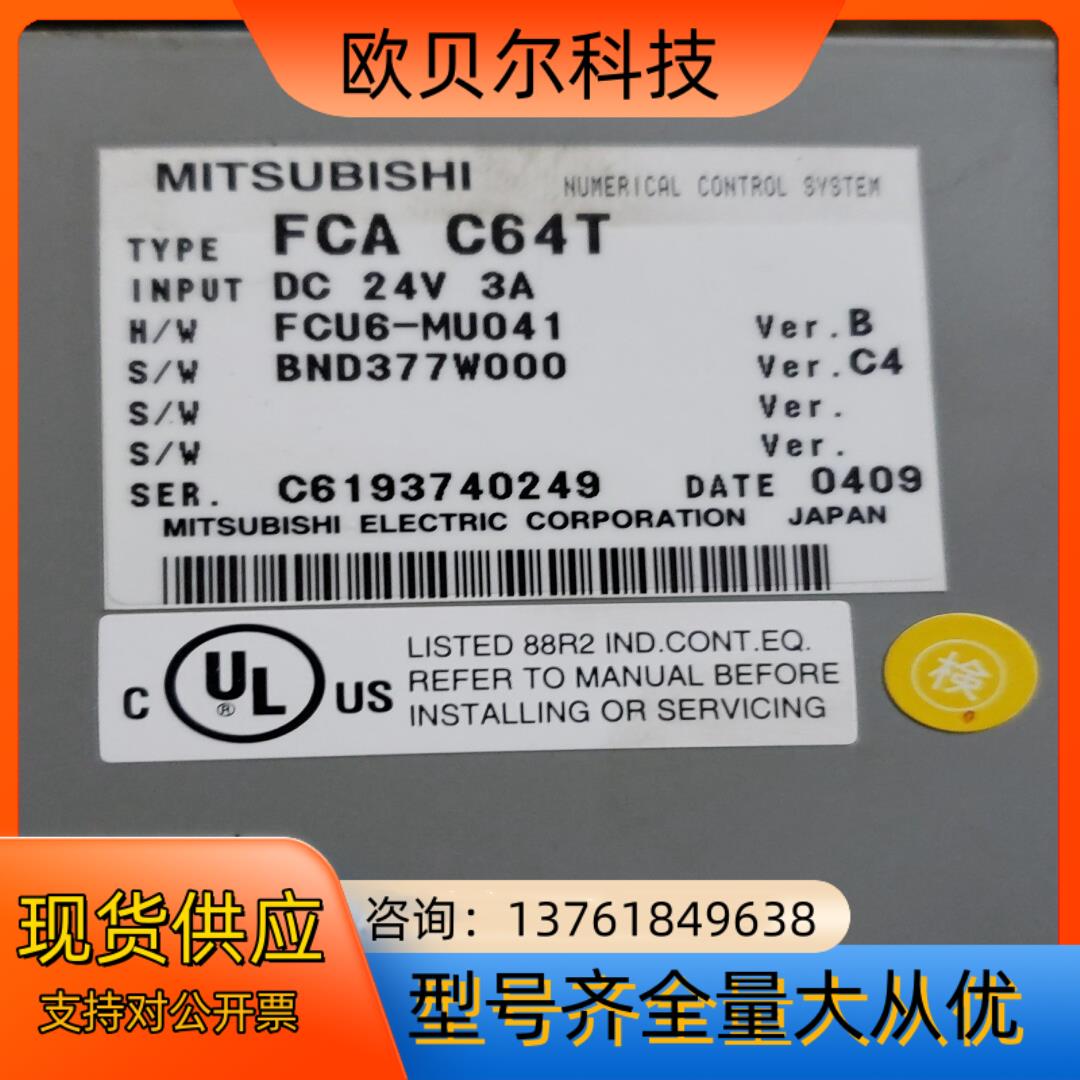 欧贝尔科技
MITSUBISHI NUMERICAL CONTROL SYSTEM
TYPE FCA C64T
INPUT DC 24V 3A
H/W FCU6-MU041 Ver.B
S/W BND377W000 Ver.C4
S/W Ver.
S/W Ver.
SER. C6193740249 DATE 0409
MITSUBISHI ELECTRIC CORPORATION JAPAN
C UL ® US
LISTED 88R2 IND.CONT.EQ.
REFER TO MANUAL BEFORE
INSTALLING OR SERVICING
検
现货供应
支持对公开票
咨询：13761849638
型号齐全量大从优